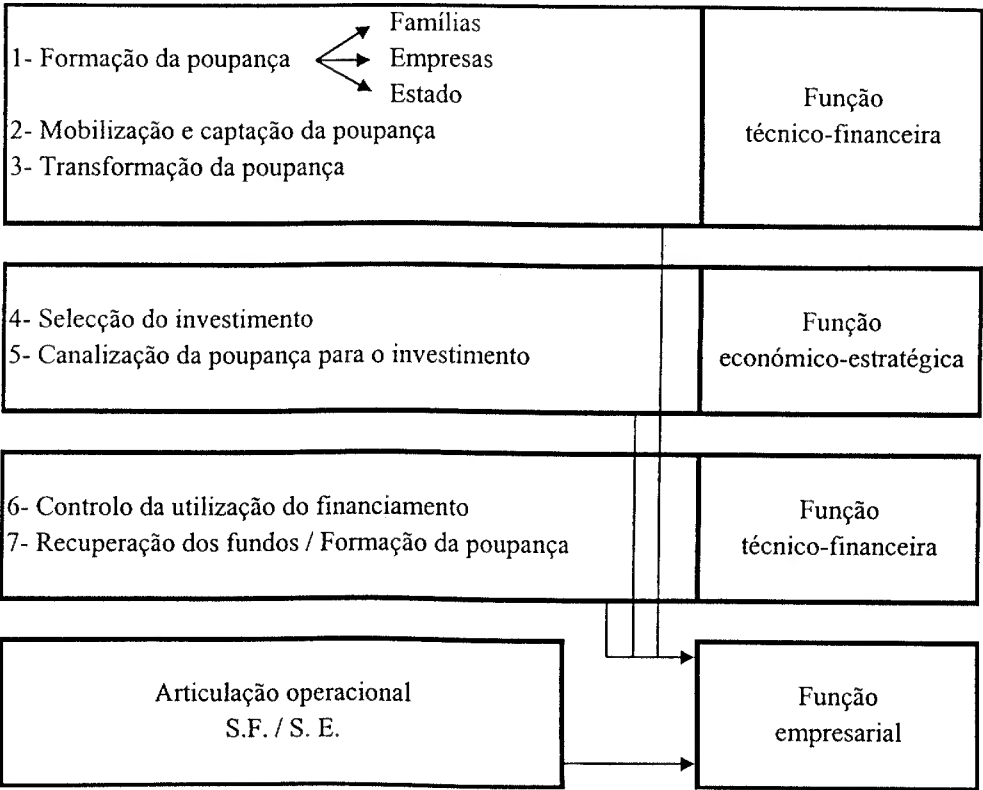 Famílias
1- Formação da poupança
Empresas
Estado
2- Mobilização e captação da poupança
3- Transformação da poupança
Função
técnico-financeira
4- Selecção do investimento
5- Canalização da poupança para o investimento
Função
económico-estratégica
6- Controlo da utilização do financiamento
7- Recuperação dos fundos / Formação da poupança
Função
técnico-financeira
Articulação operacional
S.F. / S. E.
Função
empresarial